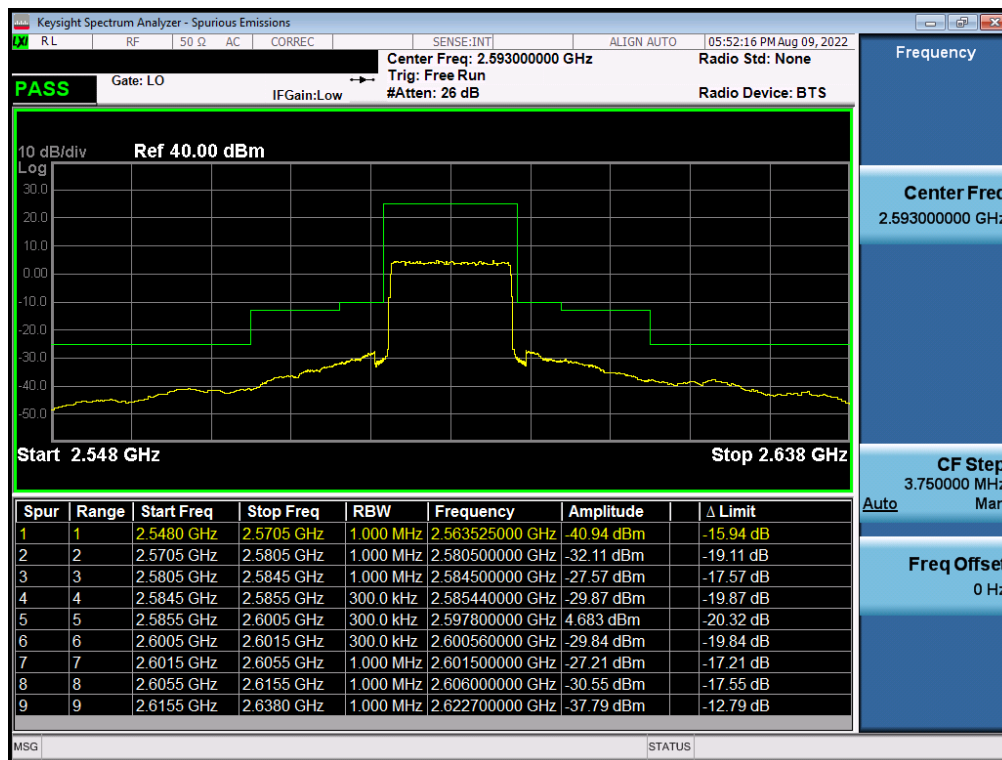 Keysight Spectrum Analyzer - Spurious Emissions
LXI RL RF 50 Ω AC CORREC SENSE:INT ALIGN AUTO 05:52:16 PM Aug 09, 2022
Center Freq: 2.593000000 GHz Radio Std: None
Gate: LO Trig: Free Run
PASS IFGain:Low #Atten: 26 dB Radio Device: BTS
10 dB/div Ref 40.00 dBm
Log
30.0
20.0
10.0
0.00
-10.0
-20.0
-30.0
-40.0
-50.0
Start 2.548 GHz Stop 2.638 GHz
Spur Range Start Freq Stop Freq RBW Frequency Amplitude Δ Limit
1 1 2.5480 GHz 2.5705 GHz 1.000 MHz 2.563525000 GHz -40.94 dBm -15.94 dB
2 2 2.5705 GHz 2.5805 GHz 1.000 MHz 2.580500000 GHz -32.11 dBm -19.11 dB
3 3 2.5805 GHz 2.5845 GHz 1.000 MHz 2.584500000 GHz -27.57 dBm -17.57 dB
4 4 2.5845 GHz 2.5855 GHz 300.0 kHz 2.585440000 GHz -29.87 dBm -19.87 dB
5 5 2.5855 GHz 2.6005 GHz 300.0 kHz 2.597800000 GHz 4.683 dBm -20.32 dB
6 6 2.6005 GHz 2.6015 GHz 300.0 kHz 2.600560000 GHz -29.84 dBm -19.84 dB
7 7 2.6015 GHz 2.6055 GHz 1.000 MHz 2.601500000 GHz -27.21 dBm -17.21 dB
8 8 2.6055 GHz 2.6155 GHz 1.000 MHz 2.606000000 GHz -30.55 dBm -17.55 dB
9 9 2.6155 GHz 2.6380 GHz 1.000 MHz 2.622700000 GHz -37.79 dBm -12.79 dB
MSG STATUS
Frequency
Center Freq
2.593000000 GHz
CF Step
3.750000 MHz
Auto Man
Freq Offset
0 Hz